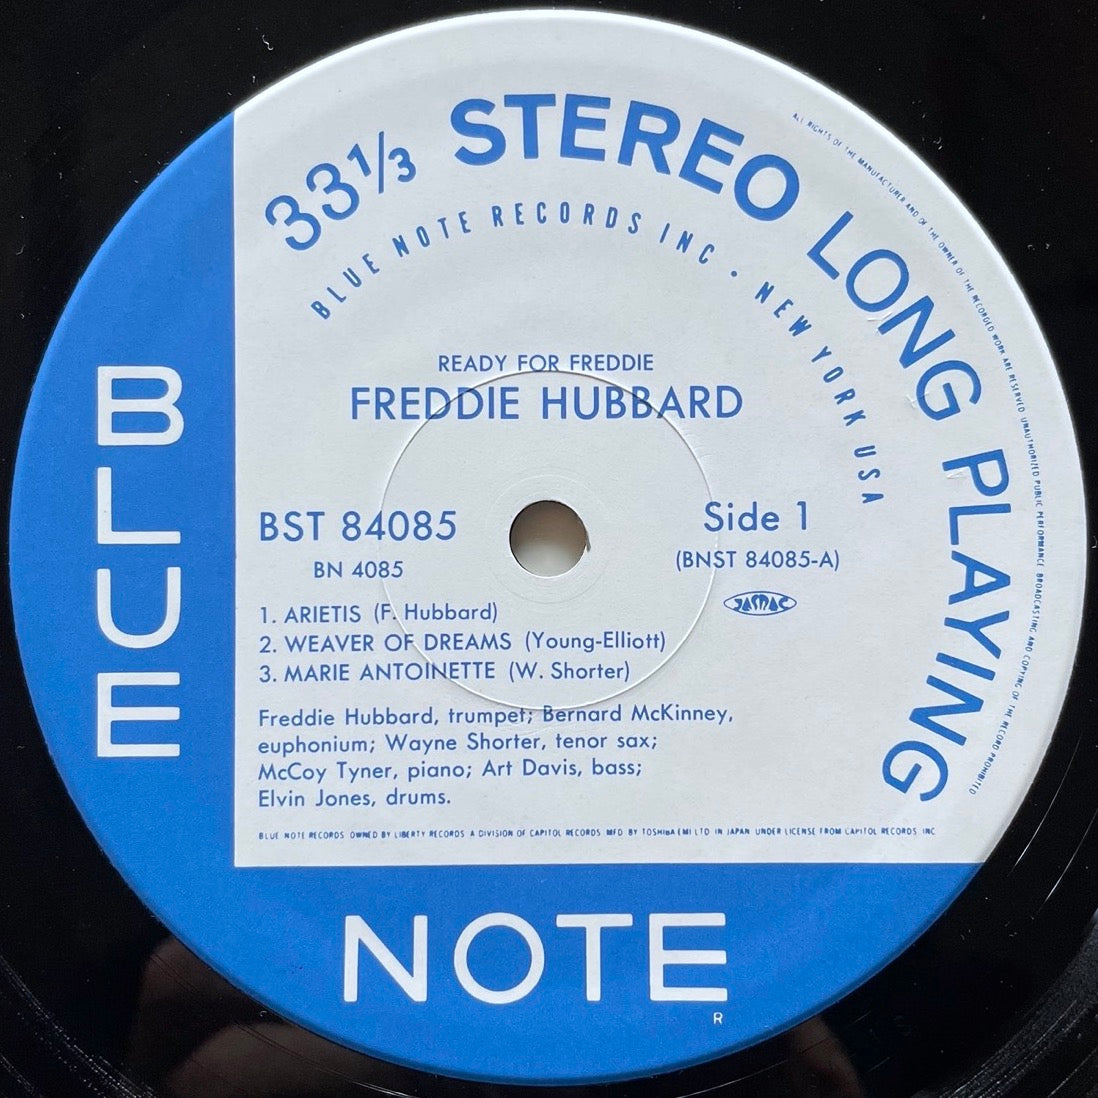 33 1/3 STEREO LONG PLAYING
BLUE NOTE RECORDS INC · NEW YORK USA
ALL RIGHTS OF THE MANUFACTURER AND OF THE OWNER OF THE RECORDED WORK ARE RESERVED UNAUTHORIZED PUBLIC PERFORMANCE BROADCASTING AND COPYING OF THE RECORD PROHIBITED
READY FOR FREDDIE
FREDDIE HUBBARD
BST 84085
BN 4085
Side 1
(BNST 84085-A)
JASRAC
1. ARIETIS (F. Hubbard)
2. WEAVER OF DREAMS (Young-Elliott)
3. MARIE ANTOINETTE (W. Shorter)
Freddie Hubbard, trumpet; Bernard McKinney,
euphonium; Wayne Shorter, tenor sax;
McCoy Tyner, piano; Art Davis, bass;
Elvin Jones, drums.
BLUE NOTE RECORDS OWNED BY LIBERTY RECORDS A DIVISION OF CAPITOL RECORDS MFD BY TOSHIBA EMI LTD IN JAPAN UNDER LICENSE FROM CAPITOL RECORDS INC
BLUE
NOTE
R